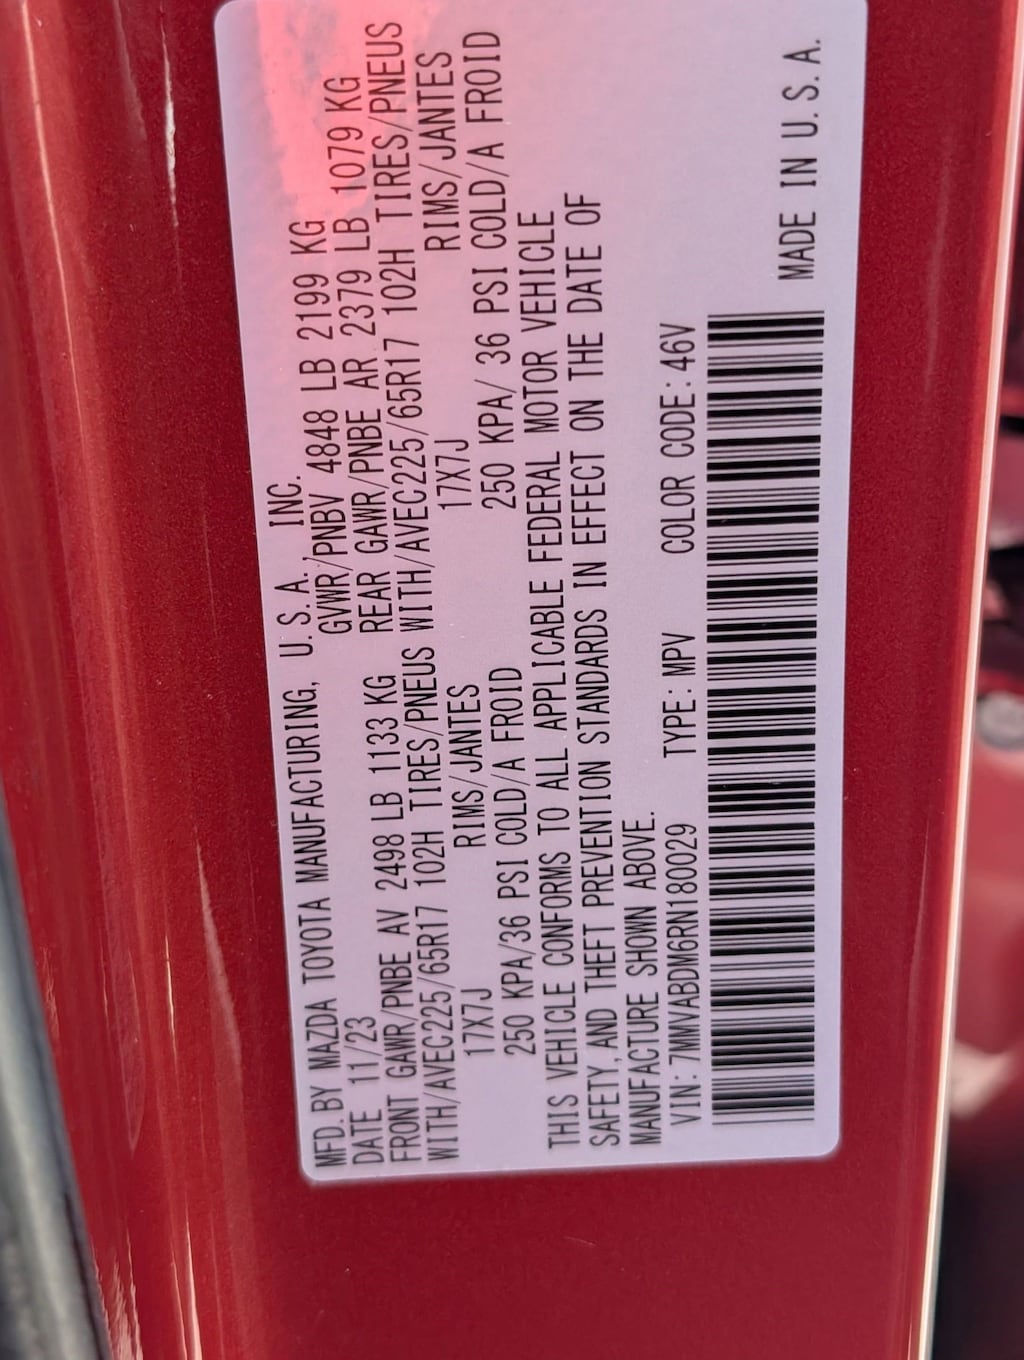 MFD. BY MAZDA TOYOTA MANUFACTURING, U.S.A., INC.
DATE 11/23 GVWR/PNBV 4848 LB 2199 KG
FRONT GAWR/PNBE AV 2498 LB 1133 KG REAR GAWR/PNBE AR 2379 LB 1079 KG
WITH/AVEC225/65R17 102H TIRES/PNEUS WITH/AVEC225/65R17 102H TIRES/PNEUS
17X7J RIMS/JANTES 17X7J RIMS/JANTES
250 KPA/36 PSI COLD/A FROID 250 KPA/ 36 PSI COLD/A FROID
THIS VEHICLE CONFORMS TO ALL APPLICABLE FEDERAL MOTOR VEHICLE
SAFETY, AND THEFT PREVENTION STANDARDS IN EFFECT ON THE DATE OF
MANUFACTURE SHOWN ABOVE.
VIN: 7MMVABDM6RN180029 TYPE: MPV COLOR CODE: 46V
MADE IN U.S.A.